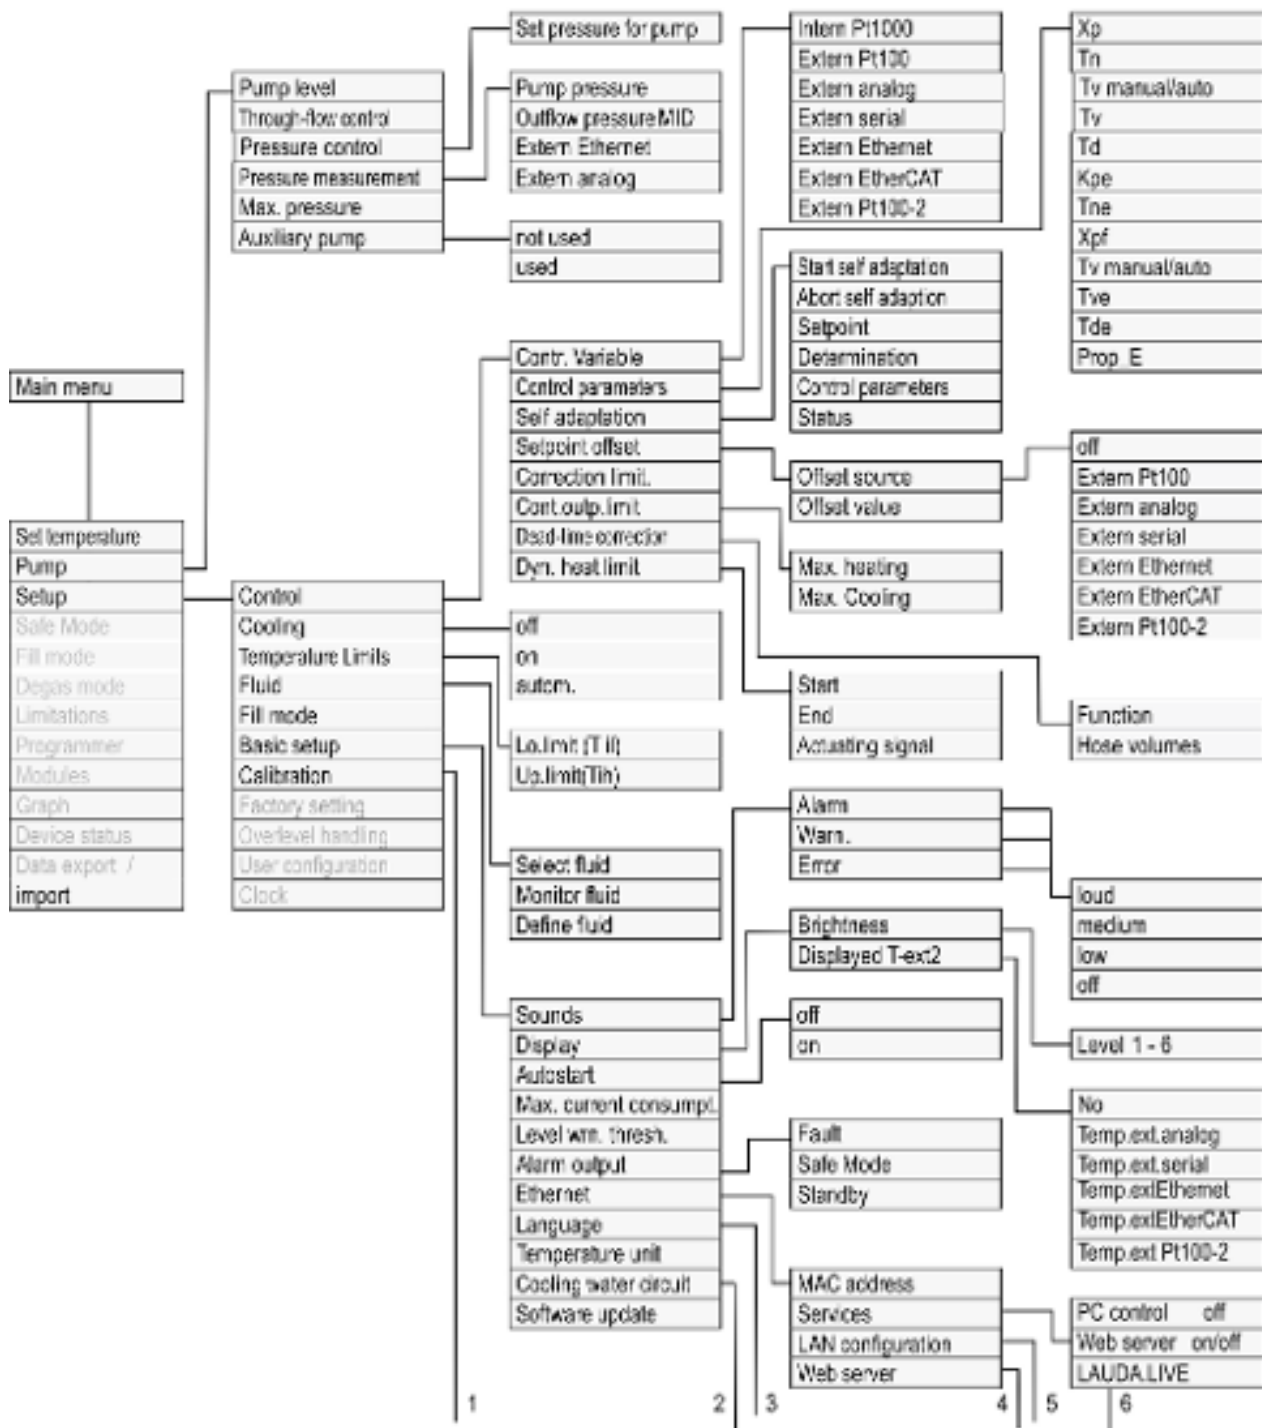 Main menu
Set temperature
Pump
Setup
Safe Mode
Fill mode
Degas mode
Limitations
Programmer
Modules
Graph
Device status
Data export /
import
Pump level
Through-flow control
Pressure control
Pressure measurement
Max. pressure
Auxiliary pump
Control
Cooling
Temperature Limits
Fluid
Fill mode
Basic setup
Calibration
Factory setting
Overlevel handling
User configuration
Clock
Set pressure for pump
Pump pressure
Outflow pressure MID
Extern Ethernet
Extern analog
not used
used
Contr. Variable
Control parameters
Self adaptation
Setpoint offset
Correction limit.
Cont.outp.limit
Dead-time correction
Dyn. heat limit
off
on
autom.
Lo.limit (T il)
Up.limit(Tih)
Select fluid
Monitor fluid
Define fluid
Sounds
Display
Autostart
Max. current consumpt.
Level wrn. thresh.
Alarm output
Ethernet
Language
Temperature unit
Cooling water circuit
Software update
Intern Pt1000
Extern Pt100
Extern analog
Extern serial
Extern Ethernet
Extern EtherCAT
Extern Pt100-2
Start self adaptation
Abort self adaption
Setpoint
Determination
Control parameters
Status
Offset source
Offset value
Max. heating
Max. Cooling
Start
End
Actuating signal
Alarm
Warn.
Error
Brightness
Displayed T-ext2
off
on
Fault
Safe Mode
Standby
MAC address
Services
LAN configuration
Web server
Xp
Tn
Tv manual/auto
Tv
Td
Kpe
Tne
Xpf
Tv manual/auto
Tve
Tde
Prop_E
off
Extern Pt100
Extern analog
Extern serial
Extern Ethernet
Extern EtherCAT
Extern Pt100-2
Function
Hose volumes
loud
medium
low
off
Level 1 - 6
No
Temp.ext.analog
Temp.ext.serial
Temp.extEthernet
Temp.extEtherCAT
Temp.ext Pt100-2
PC control off
Web server on/off
LAUDA.LIVE
1 2 3 4 5 6